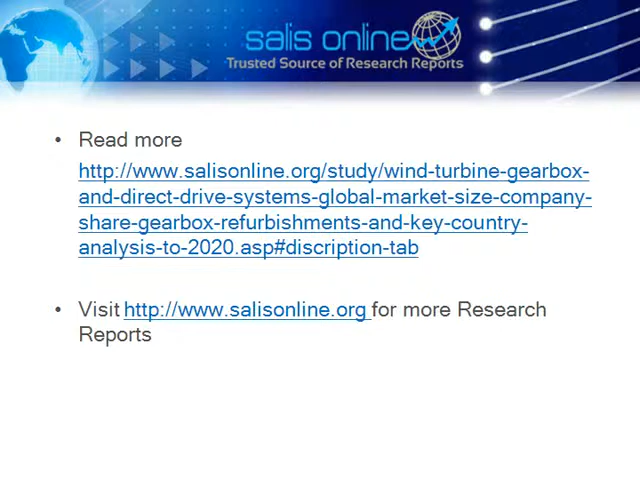 salis online
Trusted Source of Research Reports
• Read more
http://www.salisonline.org/study/wind-turbine-gearbox-
and-direct-drive-systems-global-market-size-company-
share-gearbox-refurbishments-and-key-country-
analysis-to-2020.asp#discription-tab
• Visit http://www.salisonline.org for more Research
Reports